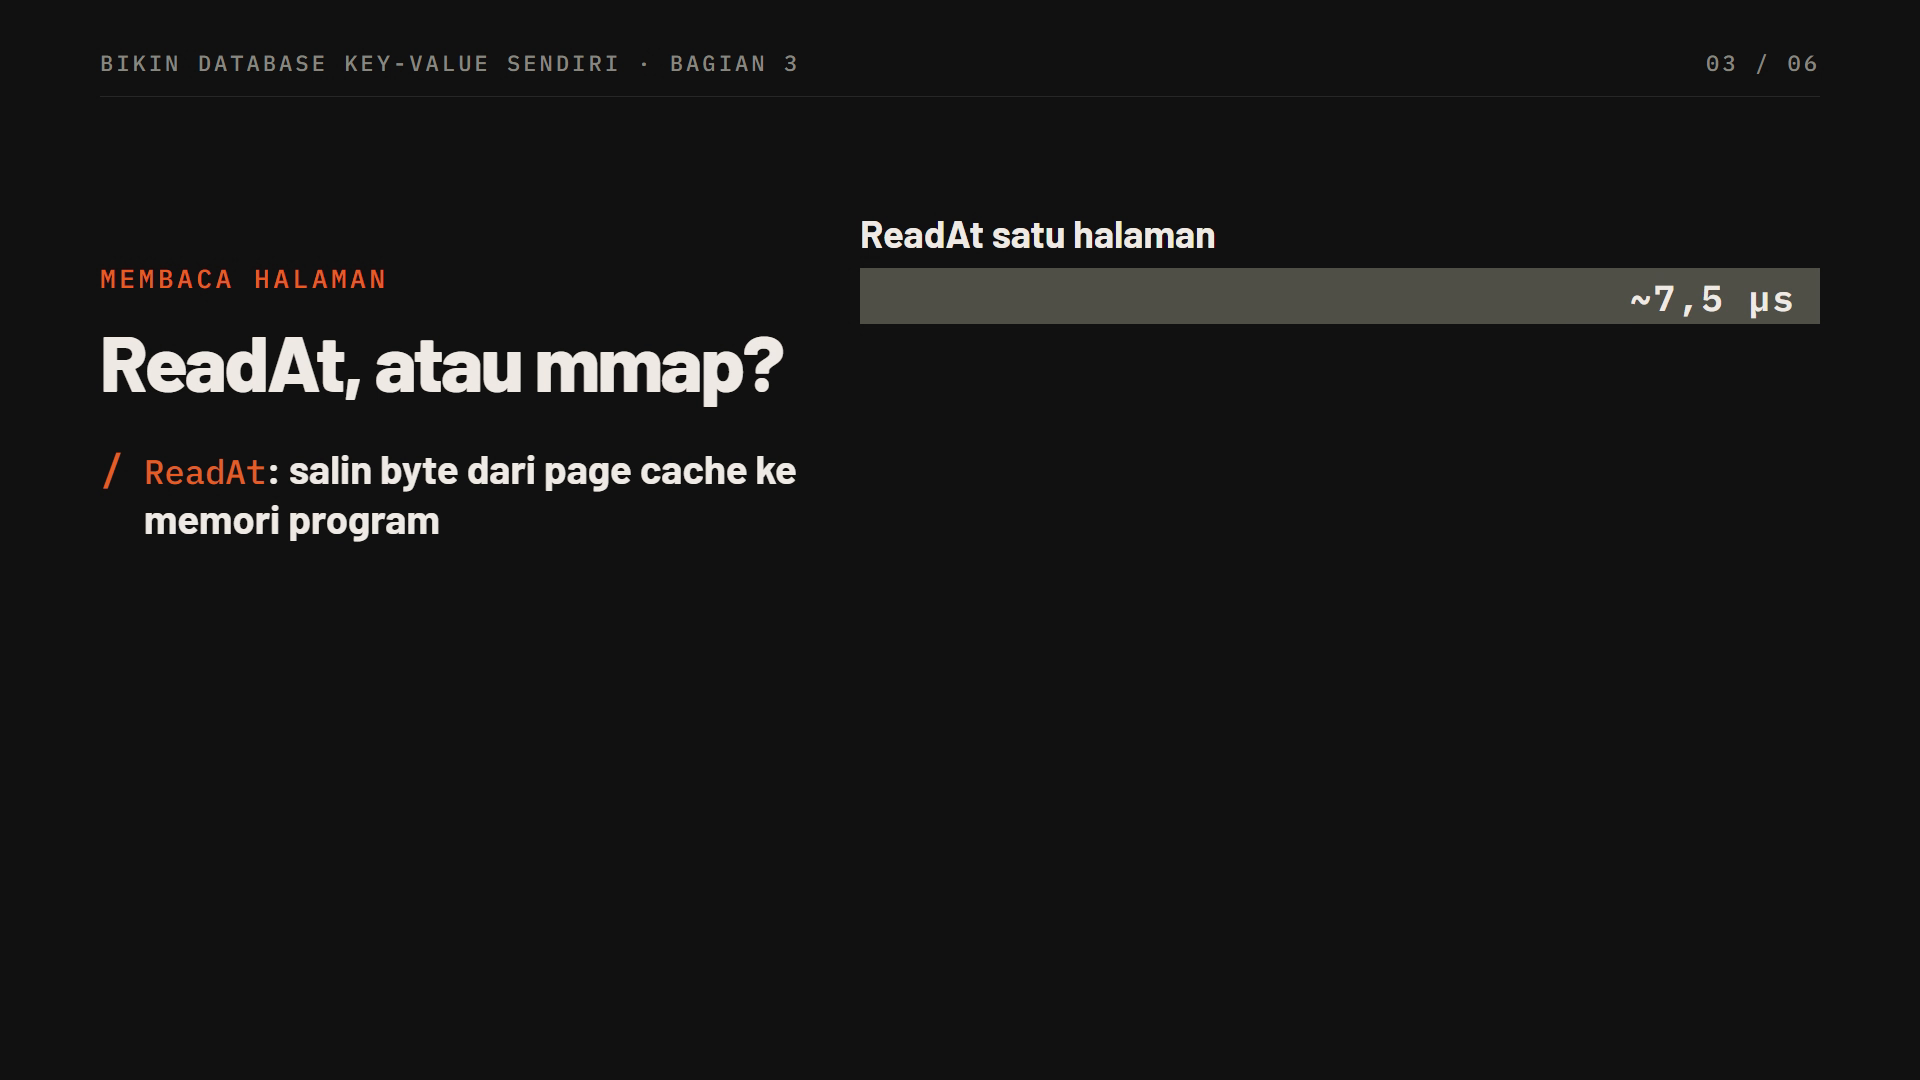 BIKIN DATABASE KEY-VALUE SENDIRI · BAGIAN 3
03 / 06
MEMBACA HALAMAN
ReadAt, atau mmap?
/ ReadAt: salin byte dari page cache ke
memori program
ReadAt satu halaman
~7,5 µs